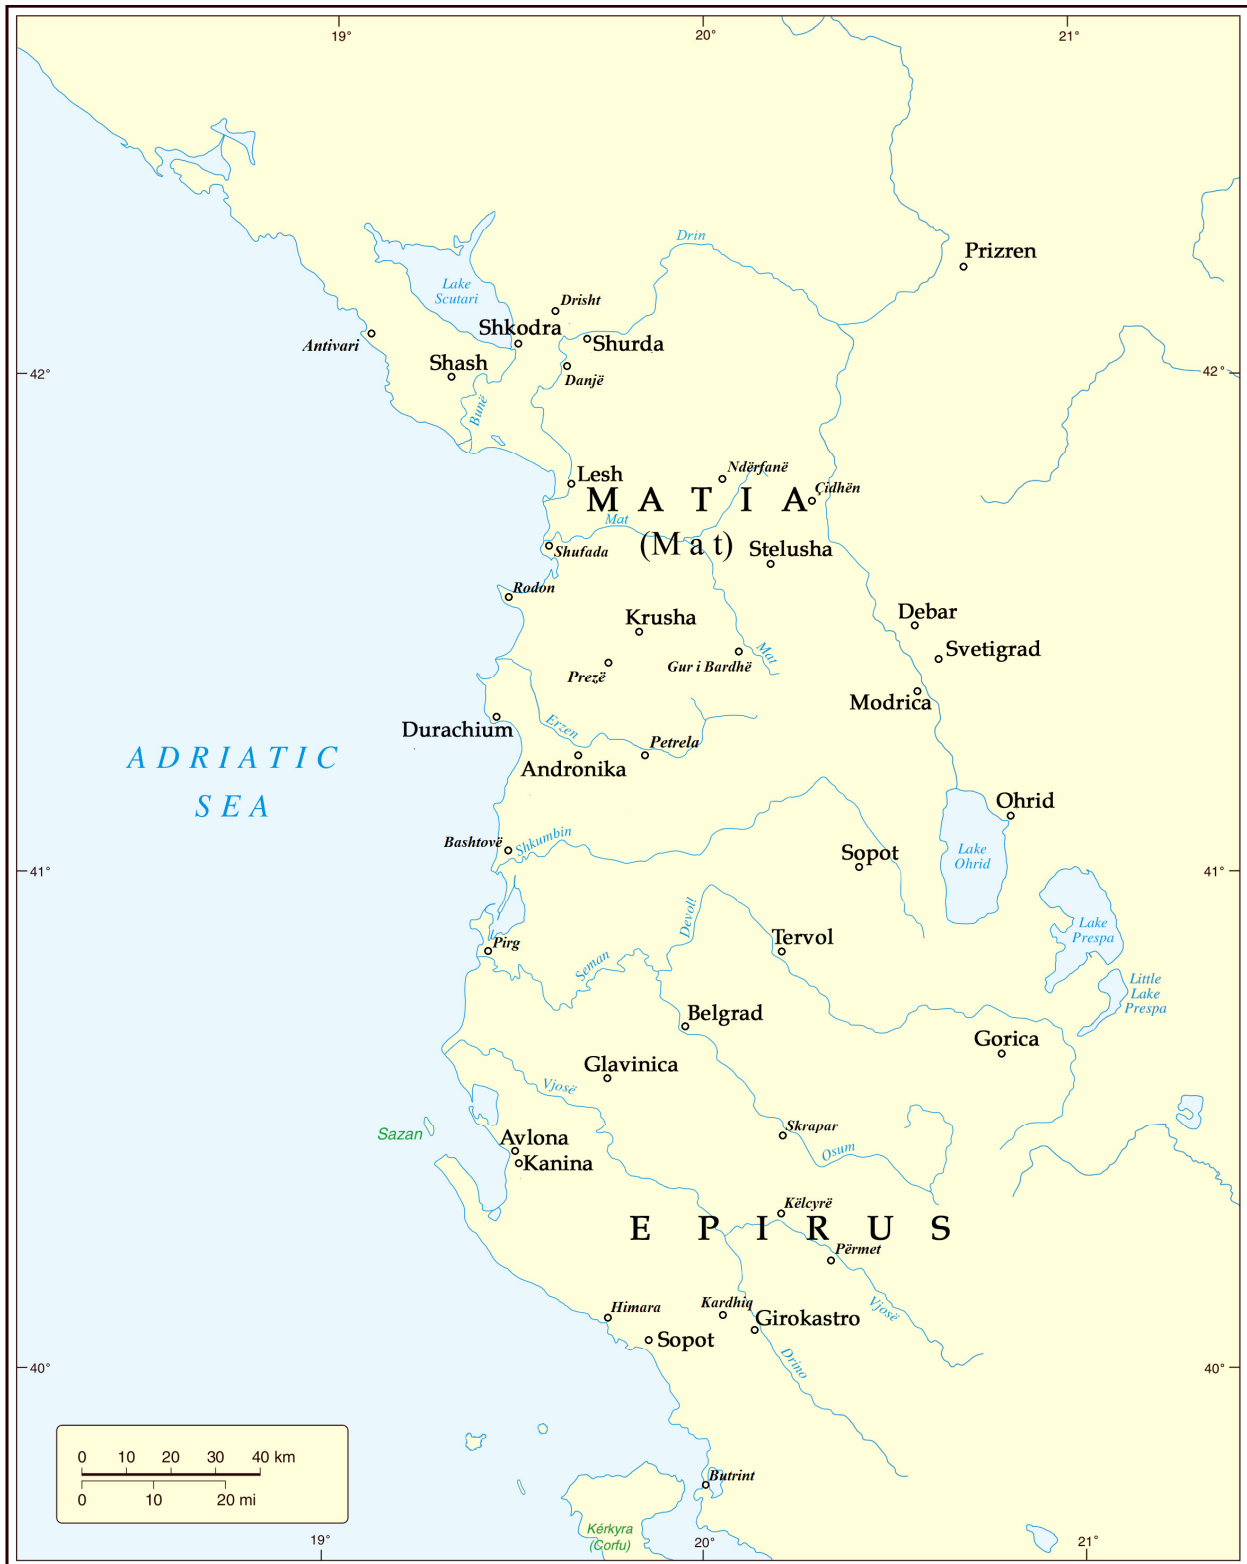 19°
20°
21°
Drin
Prizren
Lake
Scutari
Drisht
Shkodra
Shurda
Antivari
Shash
Danjë
42°
42°
Bunë
Lesh
Ndërfanë
Çidhën
MATIA
Mat
(Mat)
Shufada
Stelusha
Rodon
Krusha
Debar
Svetigrad
Mat
Gur i Bardhë
Prezë
Modrica
Durachium
Erzen
Petrela
ADRIATIC
SEA
Andronika
Ohrid
Bashtovë
Shkumbin
Sopot
Lake
Ohrid
41°
41°
Devoll
Lake
Prespa
Pirg
Tervol
Seman
Little
Lake
Prespa
Belgrad
Gorica
Glavinica
Vjosë
Skrapar
Sazan
Avlona
Osum
Kanina
Këlcyrë
EPIRUS
Përmet
Himara
Kardhiq
Vjosë
Girokastro
Sopot
Drino
40°
40°
0 10 20 30 40 km
0 10 20 mi
Butrint
Kérkyra
(Corfu)
19°
20°
21°